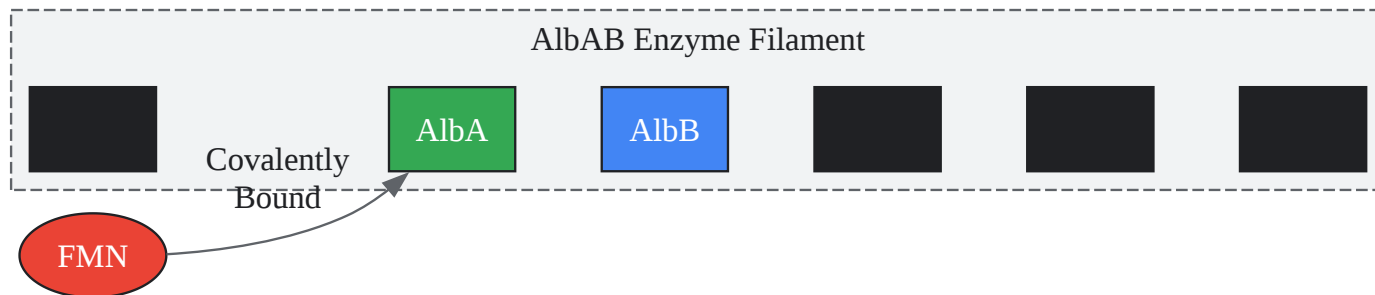 AlbAB Enzyme Filament
AlbA
AlbB
Covalently
Bound
FMN